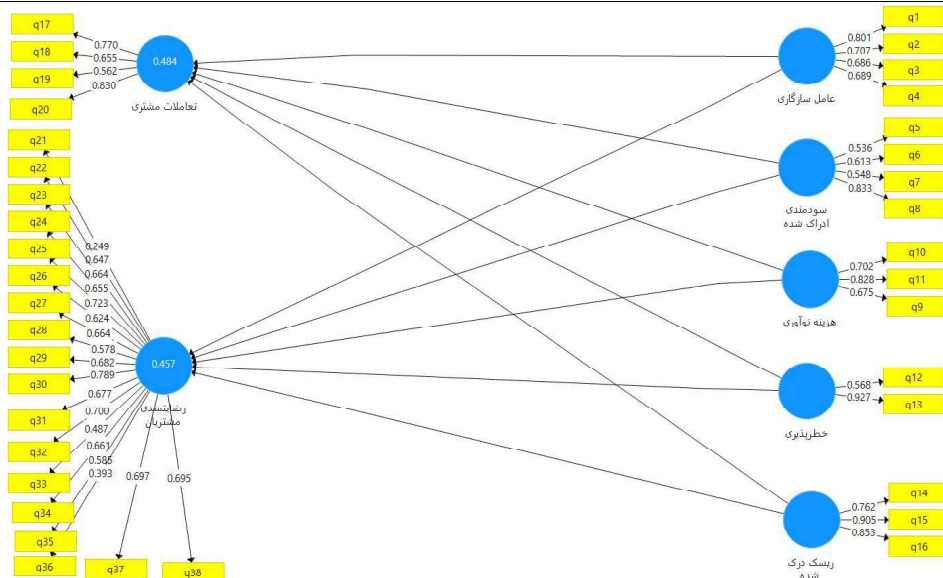 q17
q18
q19
q20
0.770
0.655
0.562
0.830
0.484
تعاملات مشتری
q21
q22
q23
q24
q25
q26
q27
q28
q29
q30
q31
q32
q33
q34
q35
q36
q37
q38
0.249
0.647
0.664
0.655
0.723
0.624
0.664
0.578
0.682
0.789
0.677
0.700
0.487
0.661
0.585
0.393
0.697
0.695
0.457
رضایتمندی
مشتریان
q1
q2
q3
q4
0.801
0.707
0.686
0.689
عامل سازگاری
q5
q6
q7
q8
0.536
0.613
0.548
0.833
سودمندی
ادراک شده
q10
q11
q9
0.702
0.828
0.675
هزینه نوآوری
q12
q13
0.568
0.927
خطرپذیری
q14
q15
q16
0.762
0.905
0.853
ریسک درک
شده